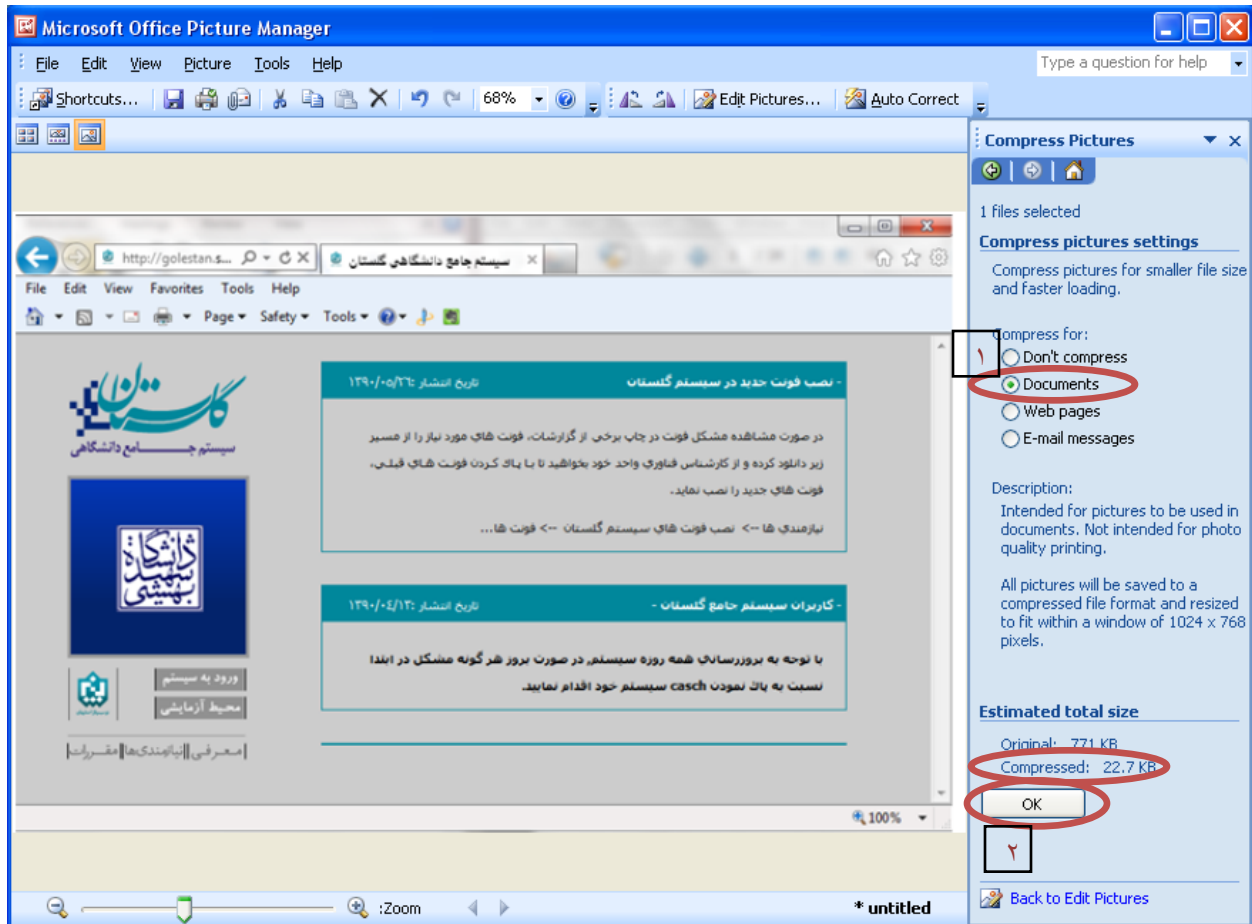 Microsoft Office Picture Manager
File Edit View Picture Tools Help
Type a question for help
Shortcuts... 68% Edit Pictures... Auto Correct
Compress Pictures
1 files selected
Compress pictures settings
Compress pictures for smaller file size
and faster loading.
Compress for:
۱
Don't compress
Documents
Web pages
E-mail messages
Description:
Intended for pictures to be used in
documents. Not intended for photo
quality printing.
All pictures will be saved to a
compressed file format and resized
to fit within a window of 1024 x 768
pixels.
Estimated total size
Original: 771 KB
Compressed: 22.7 KB
OK
۲
Back to Edit Pictures
http://golestan.s...
سیستم جامع دانشگاهی گلستان
File Edit View Favorites Tools Help
Page Safety Tools
گلستان
سیستم جـــــامع دانشگاهی
دانشگاه
شهید
بهشتی
ورود به سیستم
محیط آزمایشی
|معـرفـی||نیازمندی‌ها||مقـــررات|
- نصب فونت جدید در سیستم گلستان
تاریخ انتشار :۱۳۹۰/۰۵/۲۶
در صورت مشاهده مشکل فونت در چاپ برخی از گزارشات، فونت های مورد نیاز را از مسیر
زیر دانلود کرده و از کارشناس فناوری واحد خود بخواهید تا با پاك کـردن فونـت هـاي قبلـی،
فونت هاي جدید را نصب نماید.
نیازمندی ها --> نصب فونت هاي سیستم گلستان --> فونت ها...
- کاربران سیستم جامع گلستان -
تاریخ انتشار :۱۳۹۰/۰۴/۱۳
با توجه به بروزرسانی همه روزه سیستم, در صورت بروز هر گونه مشکل در ابتدا
نسبت به پاك نمودن casch سیستم خود اقدام نمایید.
100%
:Zoom
* untitled